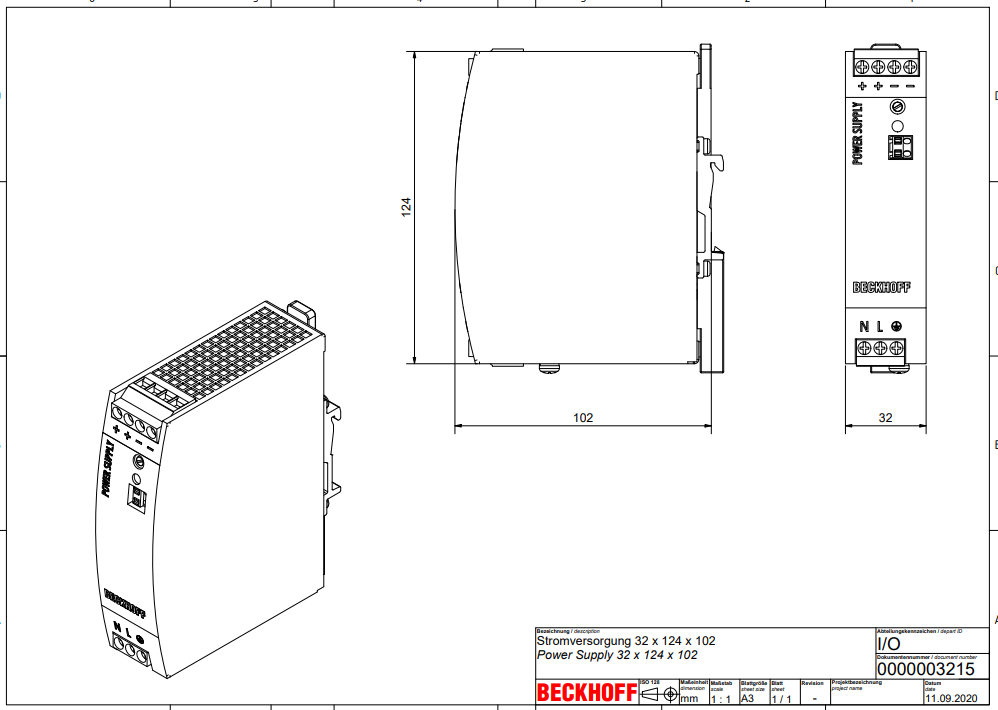 D
124
102
32
+ + − −
POWER SUPPLY
BECKHOFF
N L
+ + − −
POWER SUPPLY
BECKHOFF
N L
Bezeichnung / description
Stromversorgung 32 x 124 x 102
Power Supply 32 x 124 x 102
Abteilungskennzeichen / depart ID
I/O
Dokumentennummer / document number
0000003215
BECKHOFF
ISO 128
Maßeinheit
dimension
mm
Maßstab
scale
1 : 1
Blattgröße
sheet size
A3
Blatt
sheet
1 / 1
Revision
-
Projektbezeichnung
project name
Datum
date
11.09.2020